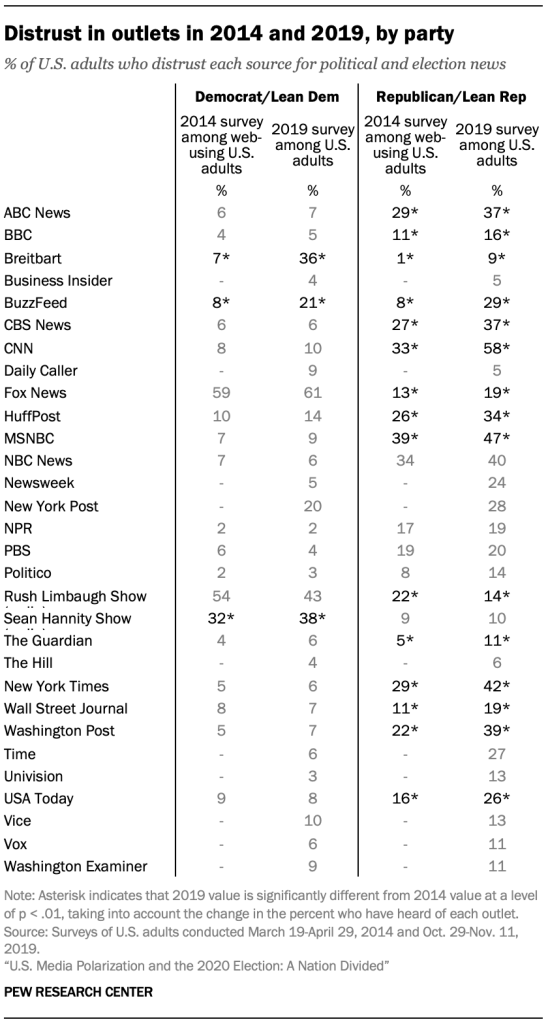 Distrust in outlets in 2014 and 2019, by party
% of U.S. adults who distrust each source for political and election news
Democrat/Lean Dem Republican/Lean Rep
2014 survey among web-using U.S. adults 2019 survey among U.S. adults 2014 survey among web-using U.S. adults 2019 survey among U.S. adults
% % % %
ABC News 6 7 29* 37*
BBC 4 5 11* 16*
Breitbart 7* 36* 1* 9*
Business Insider - 4 - 5
BuzzFeed 8* 21* 8* 29*
CBS News 6 6 27* 37*
CNN 8 10 33* 58*
Daily Caller - 9 - 5
Fox News 59 61 13* 19*
HuffPost 10 14 26* 34*
MSNBC 7 9 39* 47*
NBC News 7 6 34 40
Newsweek - 5 - 24
New York Post - 20 - 28
NPR 2 2 17 19
PBS 6 4 19 20
Politico 2 3 8 14
Rush Limbaugh Show 54 43 22* 14*
Sean Hannity Show 32* 38* 9 10
The Guardian 4 6 5* 11*
The Hill - 4 - 6
New York Times 5 6 29* 42*
Wall Street Journal 8 7 11* 19*
Washington Post 5 7 22* 39*
Time - 6 - 27
Univision - 3 - 13
USA Today 9 8 16* 26*
Vice - 10 - 13
Vox - 6 - 11
Washington Examiner - 9 - 11
Note: Asterisk indicates that 2019 value is significantly different from 2014 value at a level
of p < .01, taking into account the change in the percent who have heard of each outlet.
Source: Surveys of U.S. adults conducted March 19-April 29, 2014 and Oct. 29-Nov. 11,
2019.
“U.S. Media Polarization and the 2020 Election: A Nation Divided”
PEW RESEARCH CENTER